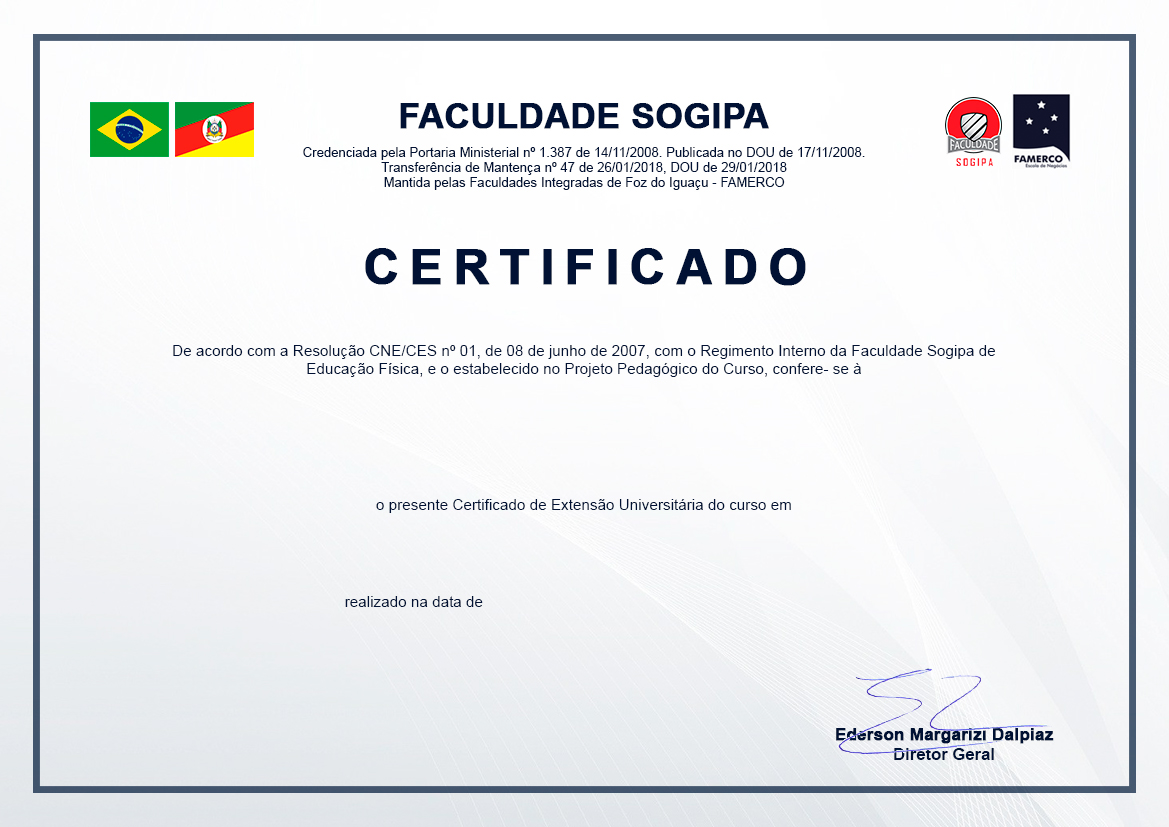 FACULDADE SOGIPA
Credenciada pela Portaria Ministerial nº 1.387 de 14/11/2008. Publicada no DOU de 17/11/2008.
Transferência de Mantença nº 47 de 26/01/2018, DOU de 29/01/2018
Mantida pelas Faculdades Integradas de Foz do Iguaçu - FAMERCO
FACULDADE
SOGIPA
FAMERCO
Escola de Negócios
CERTIFICADO
De acordo com a Resolução CNE/CES nº 01, de 08 de junho de 2007, com o Regimento Interno da Faculdade Sogipa de
Educação Física, e o estabelecido no Projeto Pedagógico do Curso, confere- se à
o presente Certificado de Extensão Universitária do curso em
realizado na data de
Ederson Margarizi Dalpiaz
Diretor Geral